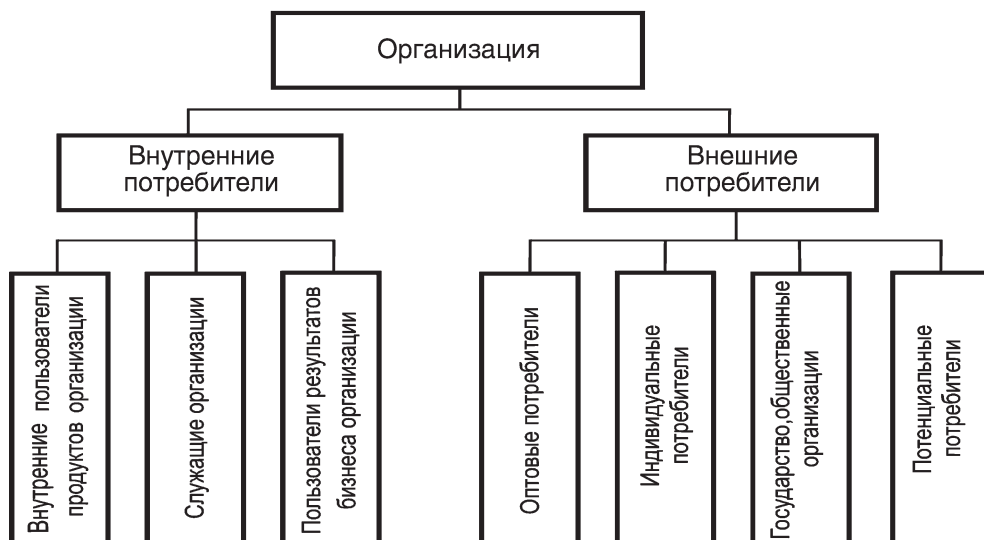 Организация
Внутренние
потребители
Внешние
потребители
Внутренние пользователи
продуктов организации
Служащие организации
Пользователи результатов
бизнеса организации
Оптовые потребители
Индивидуальные
потребители
Государство,общественные
организации
Потенциальные
потребители